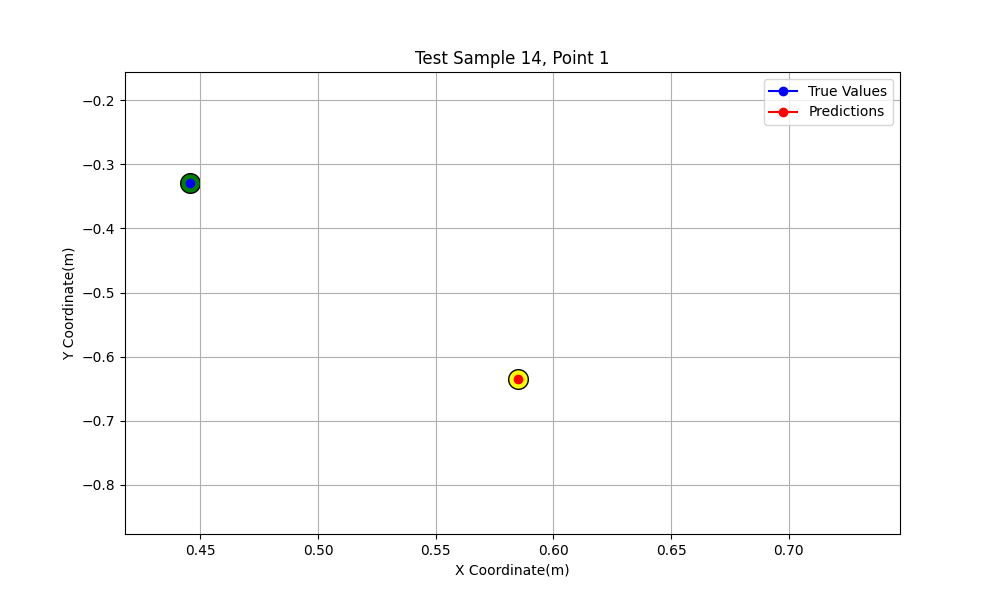 Test Sample 14, Point 1
True Values
Predictions
−0.2
−0.3
−0.4
−0.5
−0.6
−0.7
−0.8
Y Coordinate(m)
0.45 0.50 0.55 0.60 0.65 0.70
X Coordinate(m)